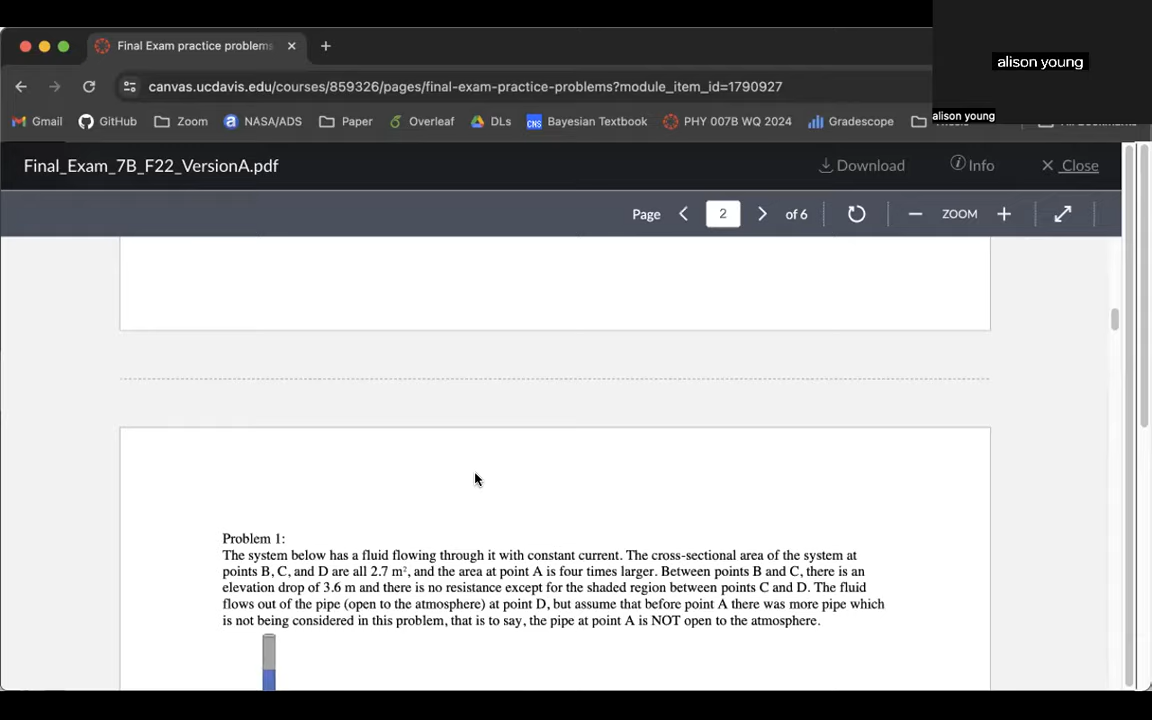 alison young
alison young
Final Exam practice problems
canvas.ucdavis.edu/courses/859326/pages/final-exam-practice-problems?module_item_id=1790927
Gmail GitHub Zoom NASA/ADS Paper Overleaf DLs Bayesian Textbook PHY 007B WQ 2024 Gradescope
Final_Exam_7B_F22_VersionA.pdf Download Info Close
Page 2 of 6 ZOOM
Problem 1:
The system below has a fluid flowing through it with constant current. The cross-sectional area of the system at
points B, C, and D are all 2.7 m², and the area at point A is four times larger. Between points B and C, there is an
elevation drop of 3.6 m and there is no resistance except for the shaded region between points C and D. The fluid
flows out of the pipe (open to the atmosphere) at point D, but assume that before point A there was more pipe which
is not being considered in this problem, that is to say, the pipe at point A is NOT open to the atmosphere.